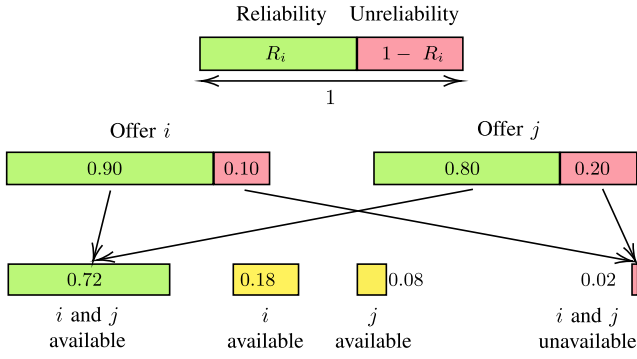 Reliability Unreliability
R_i 1 − R_i
1
Offer i Offer j
0.90 0.10 0.80 0.20
0.72 0.18 0.08 0.02
i and j i j i and j
available available available unavailable